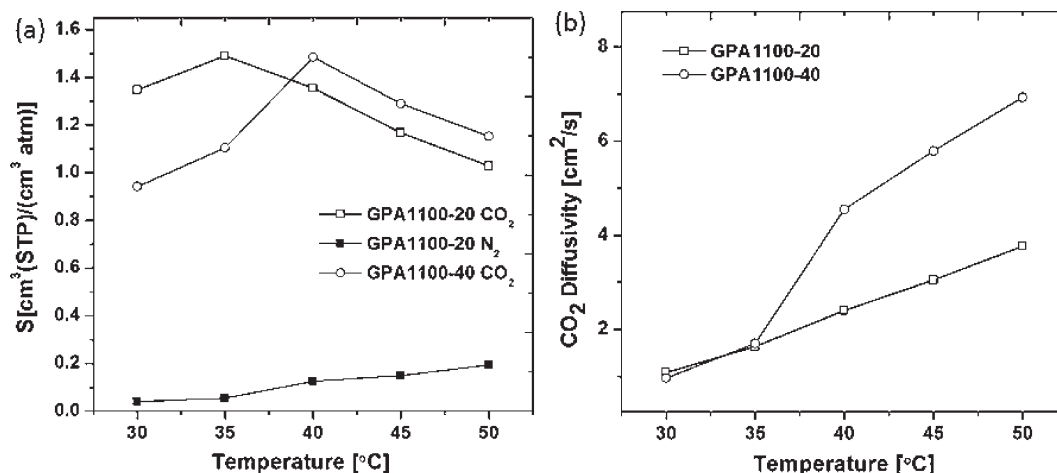 (a)
1.6
1.4
1.2
1.0
0.8
0.6
0.4
0.2
0.0
S[cm³(STP)/(cm³ atm)]
GPA1100-20 CO₂
GPA1100-20 N₂
GPA1100-40 CO₂
30 35 40 45 50
Temperature [°C]
(b)
8
6
4
2
CO₂ Diffusivity [cm²/s]
GPA1100-20
GPA1100-40
30 35 40 45 50
Temperature [°C]